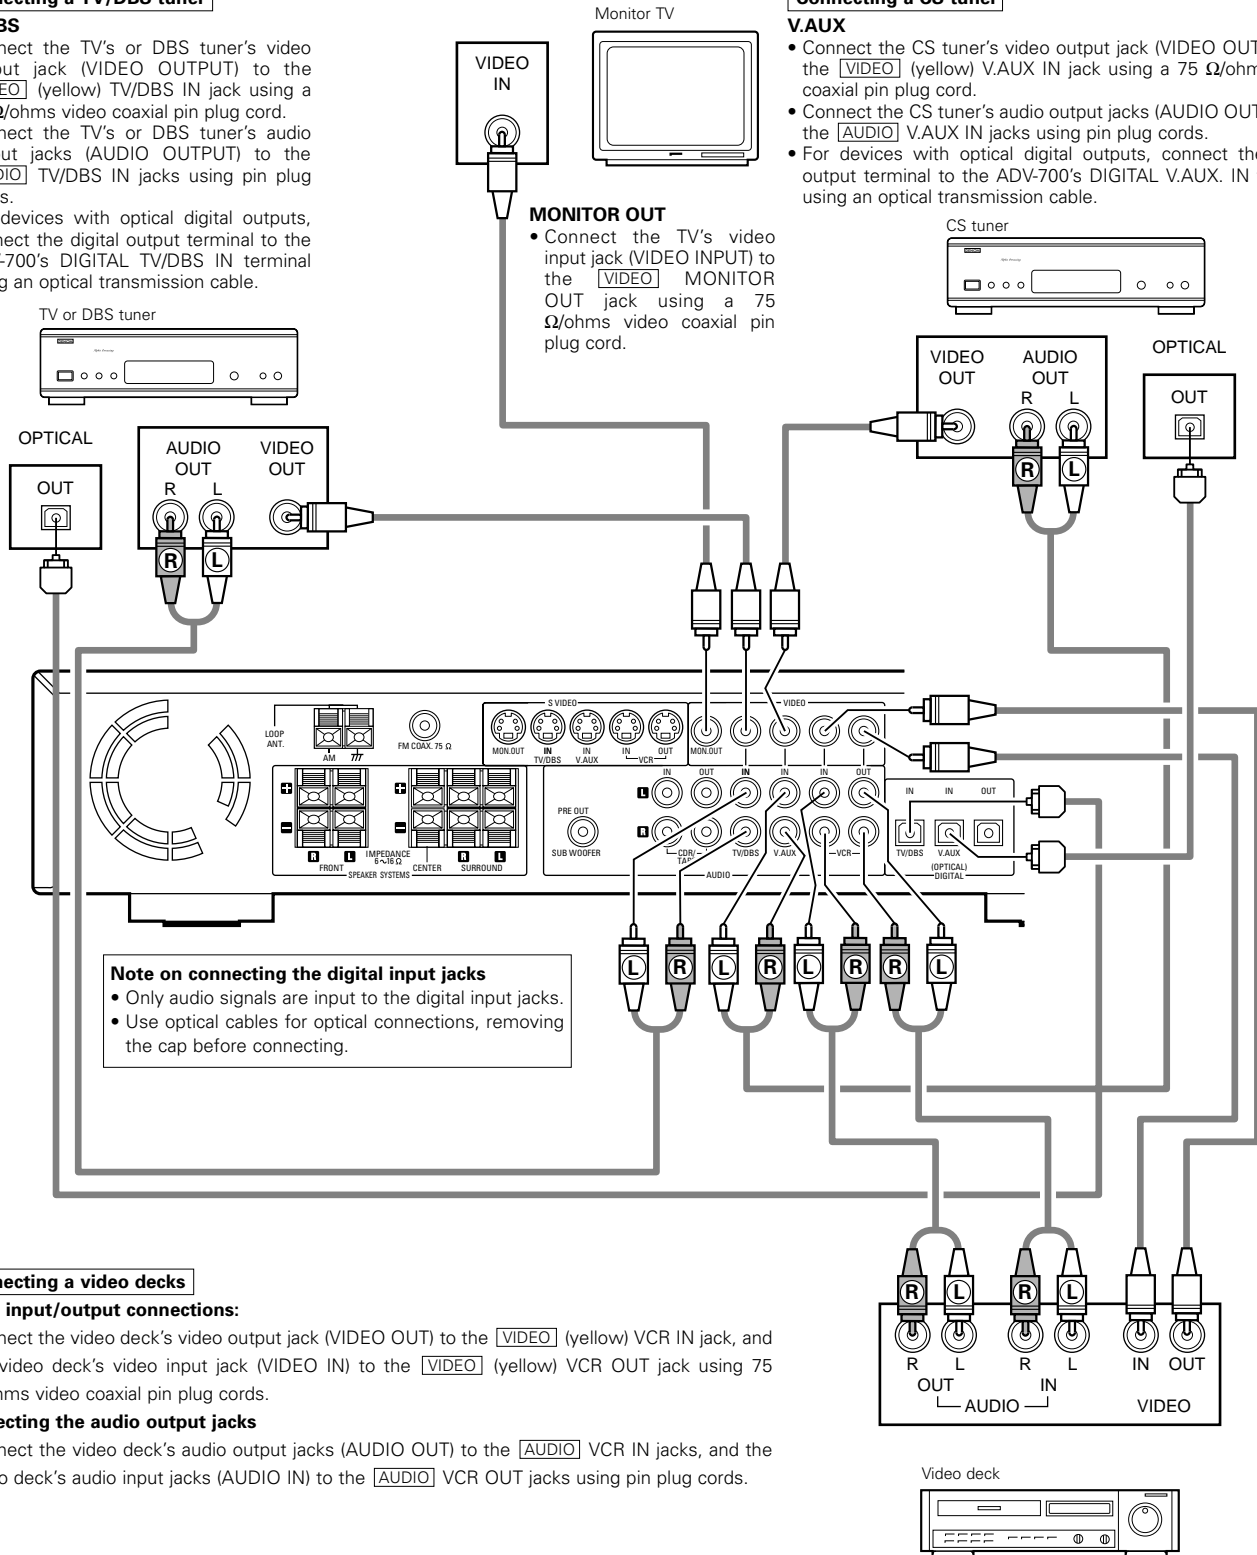 Connecting a TV/DBS tuner
Monitor TV
Connecting a CS tuner
VIDEO
IN
V.AUX
• Connect the CS tuner's video output jack (VIDEO OUT
the VIDEO (yellow) V.AUX IN jack using a 75 Ω/ohm
coaxial pin plug cord.
• Connect the CS tuner's audio output jacks (AUDIO OUT
the AUDIO V.AUX IN jacks using pin plug cords.
• For devices with optical digital outputs, connect the
output terminal to the ADV-700's DIGITAL V.AUX. IN
using an optical transmission cable.
BS
nect the TV's or DBS tuner's video
put jack (VIDEO OUTPUT) to the
EO (yellow) TV/DBS IN jack using a
Ω/ohms video coaxial pin plug cord.
nect the TV's or DBS tuner's audio
put jacks (AUDIO OUTPUT) to the
DIO TV/DBS IN jacks using pin plug
s.
devices with optical digital outputs,
nect the digital output terminal to the
-700's DIGITAL TV/DBS IN terminal
g an optical transmission cable.
MONITOR OUT
• Connect the TV's video
input jack (VIDEO INPUT) to
the VIDEO MONITOR
OUT jack using a 75
Ω/ohms video coaxial pin
plug cord.
CS tuner
TV or DBS tuner
VIDEO
OUT
AUDIO
OUT
R L
OPTICAL
OUT
R L
OPTICAL
OUT
AUDIO
OUT
R L
VIDEO
OUT
R L
LOOP
ANT.
AM
FM COAX. 75 Ω
S VIDEO
MON.OUT
IN
TV/DBS
IN
V.AUX
IN OUT
VCR
VIDEO
MON.OUT
IN OUT IN IN IN OUT
L
R
PRE OUT
SUB WOOFER
CDR/
TAPE
TV/DBS
V.AUX
VCR
AUDIO
IN IN OUT
TV/DBS
V.AUX
(OPTICAL)
DIGITAL
R L
FRONT
IMPEDANCE
6~16 Ω
CENTER
R L
SURROUND
SPEAKER SYSTEMS
L R L R L R R L
Note on connecting the digital input jacks
• Only audio signals are input to the digital input jacks.
• Use optical cables for optical connections, removing
the cap before connecting.
necting a video decks
input/output connections:
nect the video deck's video output jack (VIDEO OUT) to the VIDEO (yellow) VCR IN jack, and
video deck's video input jack (VIDEO IN) to the VIDEO (yellow) VCR OUT jack using 75
hms video coaxial pin plug cords.
ecting the audio output jacks
nect the video deck's audio output jacks (AUDIO OUT) to the AUDIO VCR IN jacks, and the
o deck's audio input jacks (AUDIO IN) to the AUDIO VCR OUT jacks using pin plug cords.
R L R L
R L R L IN OUT
OUT IN
AUDIO VIDEO
Video deck